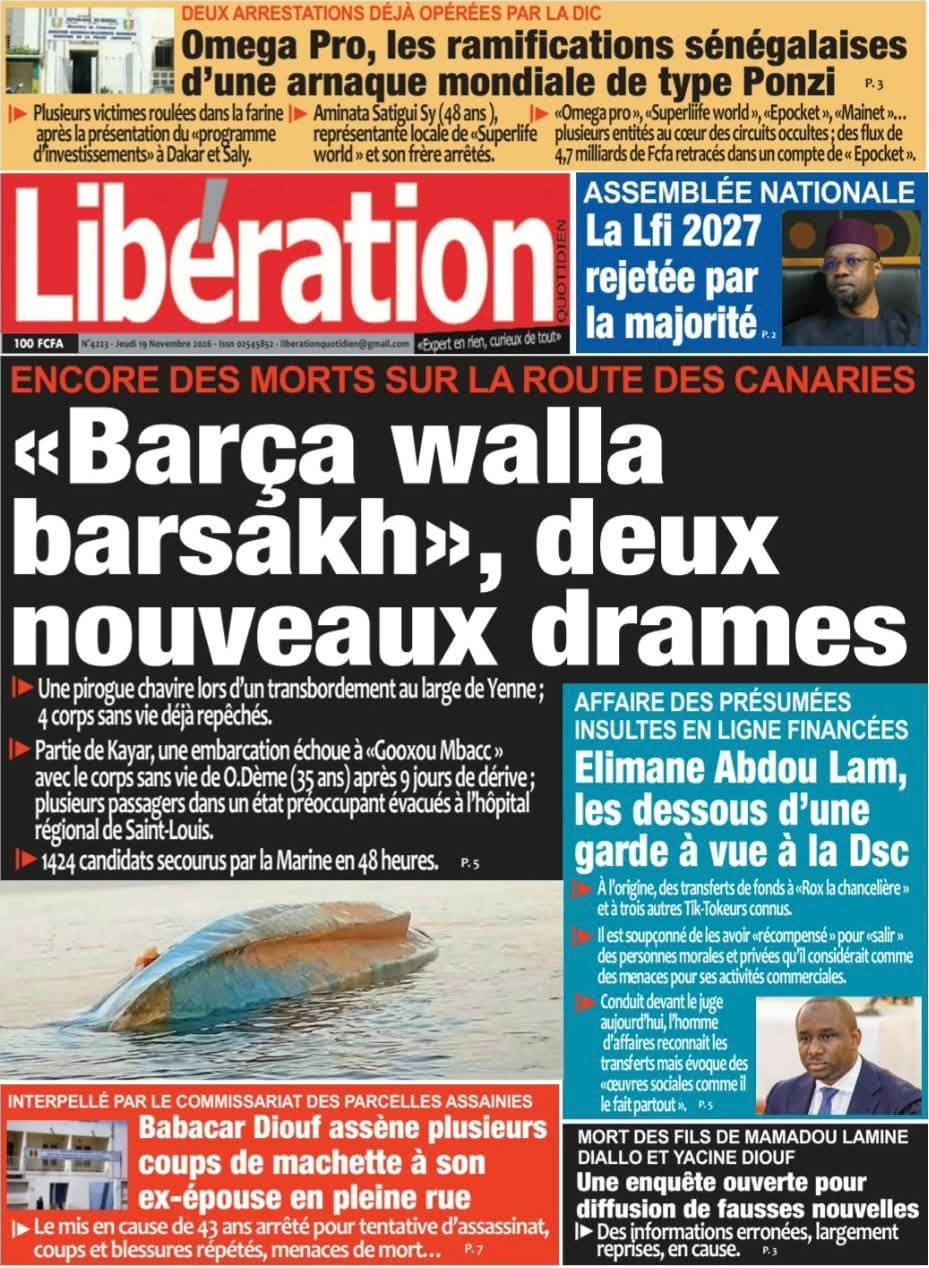 DEUX ARRESTATIONS DÉJÀ OPÉRÉES PAR LA DIC
Omega Pro, les ramifications sénégalaises
d'une arnaque mondiale de type Ponzi P. 3
Plusieurs victimes roulées dans la farine
après la présentation du «programme
d'investissements» à Dakar et Saly.
Aminata Satigui Sy (48 ans),
représentante locale de «Superlife
world» et son frère arrêtés.
«Omega pro», «Superlife world», «Epocket», «Mainet»...
plusieurs entités au cœur des circuits occultes; des flux de
4,7 milliards de Fcfa retracés dans un compte de «Epocket».
Libération
QUOTIDIEN
100 FCFA
N°4223 - Jeudi 19 Novembre 2026 - Issn 02545852 - liberationquotidien@gmail.com
«Expert en rien, curieux de tout»
ASSEMBLÉE NATIONALE
La Lfi 2027
rejetée par
la majorité P. 2
ENCORE DES MORTS SUR LA ROUTE DES CANARIES
«Barça walla
barsakh», deux
nouveaux drames
Une pirogue chavire lors d'un transbordement au large de Yenne;
4 corps sans vie déjà repêchés.
Partie de Kayar, une embarcation échoue à «Gooxou Mbacc»
avec le corps sans vie de O.Dème (35 ans) après 9 jours de dérive;
plusieurs passagers dans un état préoccupant évacués à l'hôpital
régional de Saint-Louis.
1424 candidats secourus par la Marine en 48 heures. P. 5
AFFAIRE DES PRÉSUMÉES
INSULTES EN LIGNE FINANCÉES
Elimane Abdou Lam,
les dessous d'une
garde à vue à la Dsc
À l'origine, des transferts de fonds à «Rox la chancelière»
et à trois autres Tik-Tokeurs connus.
Il est soupçonné de les avoir «récompensé» pour «salir»
des personnes morales et privées qu'il considérait comme
des menaces pour ses activités commerciales.
Conduit devant le juge
aujourd'hui, l'homme
d'affaires reconnait les
transferts mais évoque des
«œuvres sociales comme il
le fait partout», P. 5
INTERPELLÉ PAR LE COMMISSARIAT DES PARCELLES ASSAINIES
Babacar Diouf assène plusieurs
coups de machette à son
ex-épouse en pleine rue
Le mis en cause de 43 ans arrêté pour tentative d'assassinat,
coups et blessures répétés, menaces de mort... P. 7
MORT DES FILS DE MAMADOU LAMINE
DIALLO ET YACINE DIOUF
Une enquête ouverte pour
diffusion de fausses nouvelles
Des informations erronées, largement
reprises, en cause. P. 3